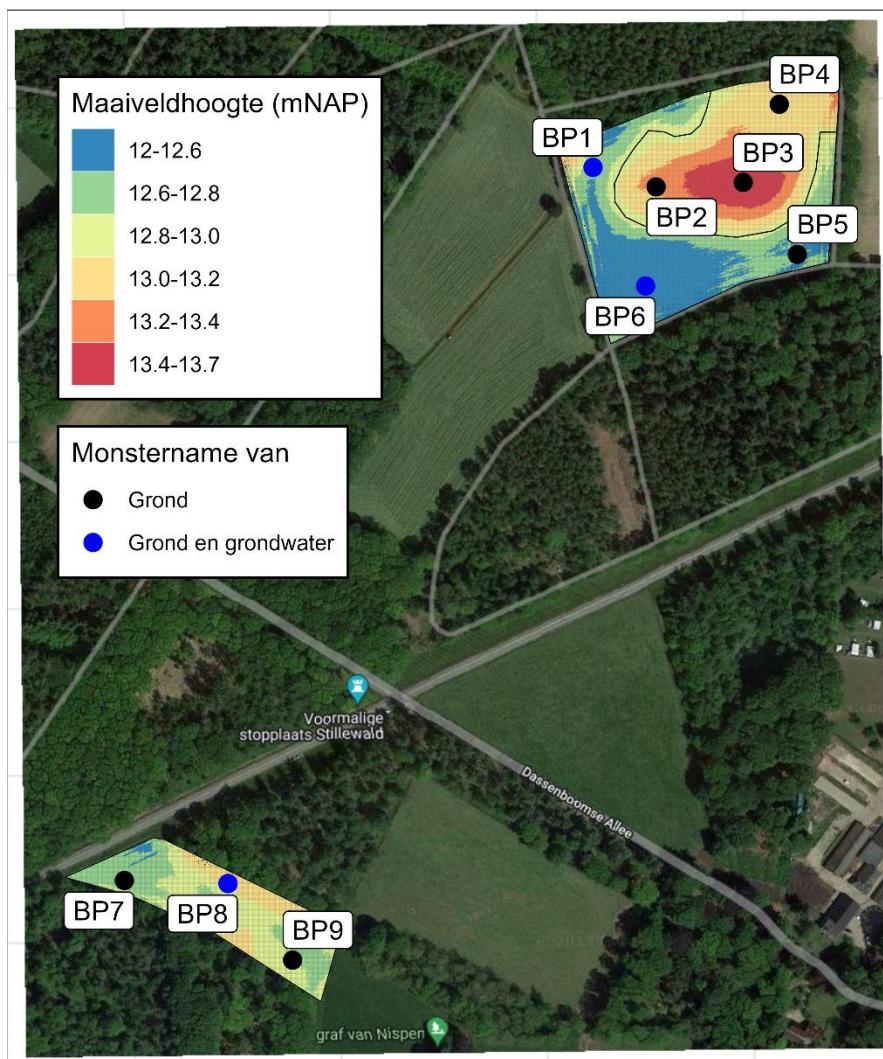 Maaiveldhoogte (mNAP)
12-12.6
12.6-12.8
12.8-13.0
13.0-13.2
13.2-13.4
13.4-13.7
Monstername van
Grond
Grond en grondwater
BP4
BP1
BP3
BP2
BP5
BP6
Voormalige
stopplaats Stillewald
Dassenboomse Allee
BP7
BP8
BP9
graf van Nispen